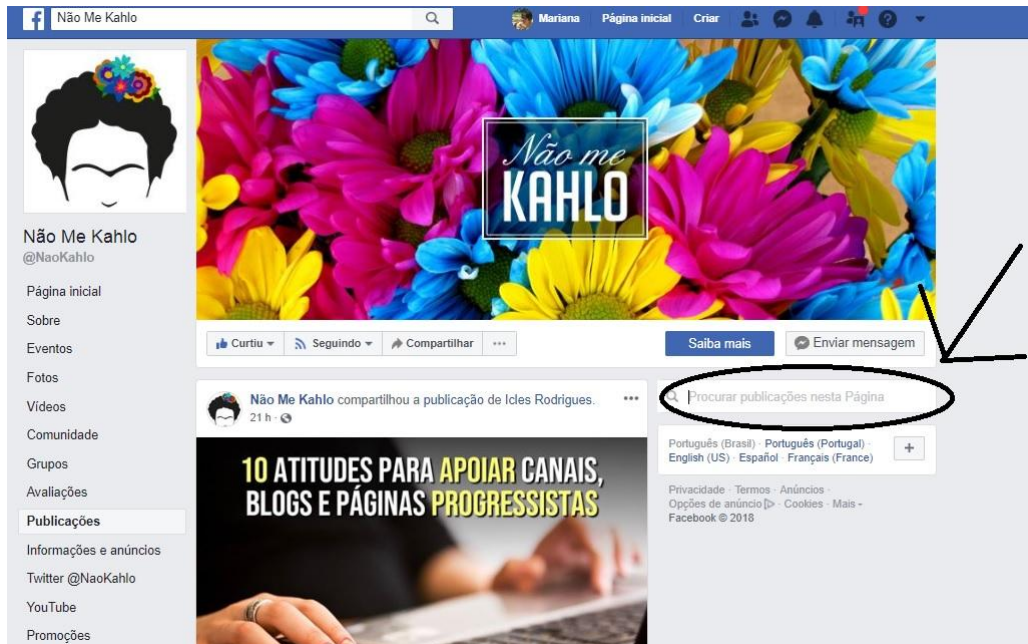 Não Me Kahlo
Mariana Página inicial Criar
Não me
KAHLO
Não Me Kahlo
@NaoKahlo
Página inicial
Sobre
Eventos
Fotos
Vídeos
Comunidade
Grupos
Avaliações
Publicações
Informações e anúncios
Twitter @NaoKahlo
YouTube
Promoções
Curtiu Seguindo Compartilhar ...
Saiba mais Enviar mensagem
Não Me Kahlo compartilhou a publicação de Icles Rodrigues. ...
21 h ·
10 ATITUDES PARA APOIAR CANAIS,
BLOGS E PÁGINAS PROGRESSISTAS
Procurar publicações nesta Página
Português (Brasil) · Português (Portugal) ·
English (US) · Español · Français (France)
+
Privacidade · Termos · Anúncios ·
Opções de anúncio · Cookies · Mais
Facebook © 2018